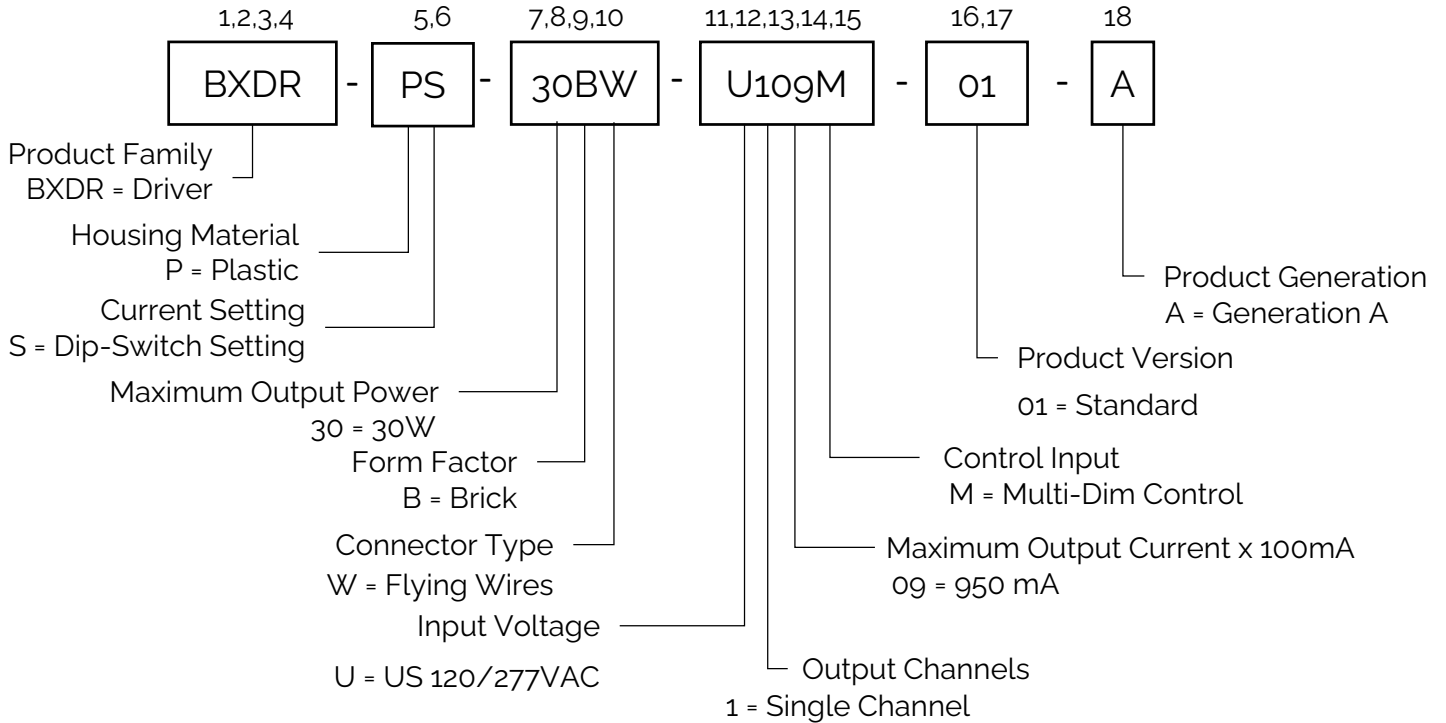 1,2,3,4 5,6 7,8,9,10 11,12,13,14,15 16,17 18
BXDR - PS - 30BW - U109M - 01 - A
Product Family
BXDR = Driver
Housing Material
P = Plastic
Current Setting
S = Dip-Switch Setting
Maximum Output Power
30 = 30W
Form Factor
B = Brick
Connector Type
W = Flying Wires
Input Voltage
U = US 120/277VAC
Output Channels
1 = Single Channel
Maximum Output Current x 100mA
09 = 950 mA
Control Input
M = Multi-Dim Control
Product Version
01 = Standard
Product Generation
A = Generation A